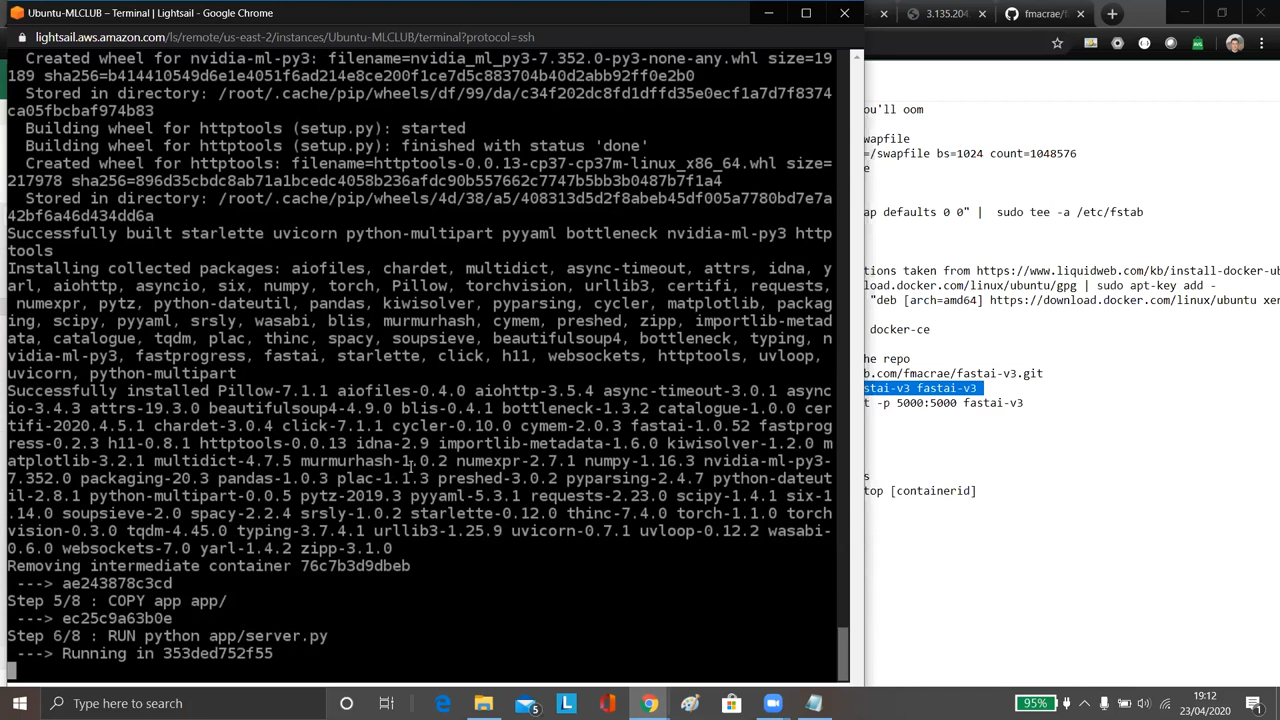 Ubuntu-MLCLUB – Terminal | Lightsail - Google Chrome
3.135.204
fmacrae/f
lightsail.aws.amazon.com/ls/remote/us-east-2/instances/Ubuntu-MLCLUB/terminal?protocol=ssh
Created wheel for nvidia-ml-py3: filename=nvidia_ml_py3-7.352.0-py3-none-any.whl size=19
189 sha256=b414410549d6e1e4051f6ad214e8ce200f1ce7d5c883704b40d2abb92ff0e2b0
Stored in directory: /root/.cache/pip/wheels/df/99/da/c34f202dc8fd1dffd35e0ecf1a7d7f8374
ca05fbcbaf974b83
Building wheel for httptools (setup.py): started
Building wheel for httptools (setup.py): finished with status 'done'
Created wheel for httptools: filename=httptools-0.0.13-cp37-cp37m-linux_x86_64.whl size=
217978 sha256=896d35cbdc8ab71a1bcedc4058b236afdc90b557662c7747b5bb3b0487b7f1a4
Stored in directory: /root/.cache/pip/wheels/4d/38/a5/408313d5d2f8abeb45df005a7780bd7e7a
42bf6a46d434dd6a
Successfully built starlette uvicorn python-multipart pyyaml bottleneck nvidia-ml-py3 http
tools
Installing collected packages: aiofiles, chardet, multidict, async-timeout, attrs, idna, y
arl, aiohttp, asyncio, six, numpy, torch, Pillow, torchvision, urllib3, certifi, requests,
numexpr, pytz, python-dateutil, pandas, kiwisolver, pyparsing, cycler, matplotlib, packag
ing, scipy, pyyaml, srsly, wasabi, blis, murmurhash, cymem, preshed, zipp, importlib-metad
ata, catalogue, tqdm, plac, thinc, spacy, soupsieve, beautifulsoup4, bottleneck, typing, n
vidia-ml-py3, fastprogress, fastai, starlette, click, h11, websockets, httptools, uvloop,
uvicorn, python-multipart
Successfully installed Pillow-7.1.1 aiofiles-0.4.0 aiohttp-3.5.4 async-timeout-3.0.1 async
io-3.4.3 attrs-19.3.0 beautifulsoup4-4.9.0 blis-0.4.1 bottleneck-1.3.2 catalogue-1.0.0 cer
tifi-2020.4.5.1 chardet-3.0.4 click-7.1.1 cycler-0.10.0 cymem-2.0.3 fastai-1.0.52 fastprog
ress-0.2.3 h11-0.8.1 httptools-0.0.13 idna-2.9 importlib-metadata-1.6.0 kiwisolver-1.2.0 m
atplotlib-3.2.1 multidict-4.7.5 murmurhash-1.0.2 numexpr-2.7.1 numpy-1.16.3 nvidia-ml-py3-
7.352.0 packaging-20.3 pandas-1.0.3 plac-1.1.3 preshed-3.0.2 pyparsing-2.4.7 python-dateut
il-2.8.1 python-multipart-0.0.5 pytz-2019.3 pyyaml-5.3.1 requests-2.23.0 scipy-1.4.1 six-1
.14.0 soupsieve-2.0 spacy-2.2.4 srsly-1.0.2 starlette-0.12.0 thinc-7.4.0 torch-1.1.0 torch
vision-0.3.0 tqdm-4.45.0 typing-3.7.4.1 urllib3-1.25.9 uvicorn-0.7.1 uvloop-0.12.2 wasabi-
0.6.0 websockets-7.0 yarl-1.4.2 zipp-3.1.0
Removing intermediate container 76c7b3d9dbeb
---> ae243878c3cd
Step 5/8 : COPY app app/
---> ec25c9a63b0e
Step 6/8 : RUN python app/server.py
---> Running in 353ded752f55
ou'll oom
wapfile
=/swapfile bs=1024 count=1048576
e
ap defaults 0 0" | sudo tee -a /etc/fstab
tions taken from https://www.liquidweb.com/kb/install-docker-ub
load.docker.com/linux/ubuntu/gpg | sudo apt-key add -
"deb [arch=amd64] https://download.docker.com/linux/ubuntu xen
docker-ce
he repo
b.com/fmacrae/fastai-v3.git
stai-v3 fastai-v3
t -p 5000:5000 fastai-v3
s
top [containerid]
Type here to search
5
L
95%
19:12
23/04/2020
1